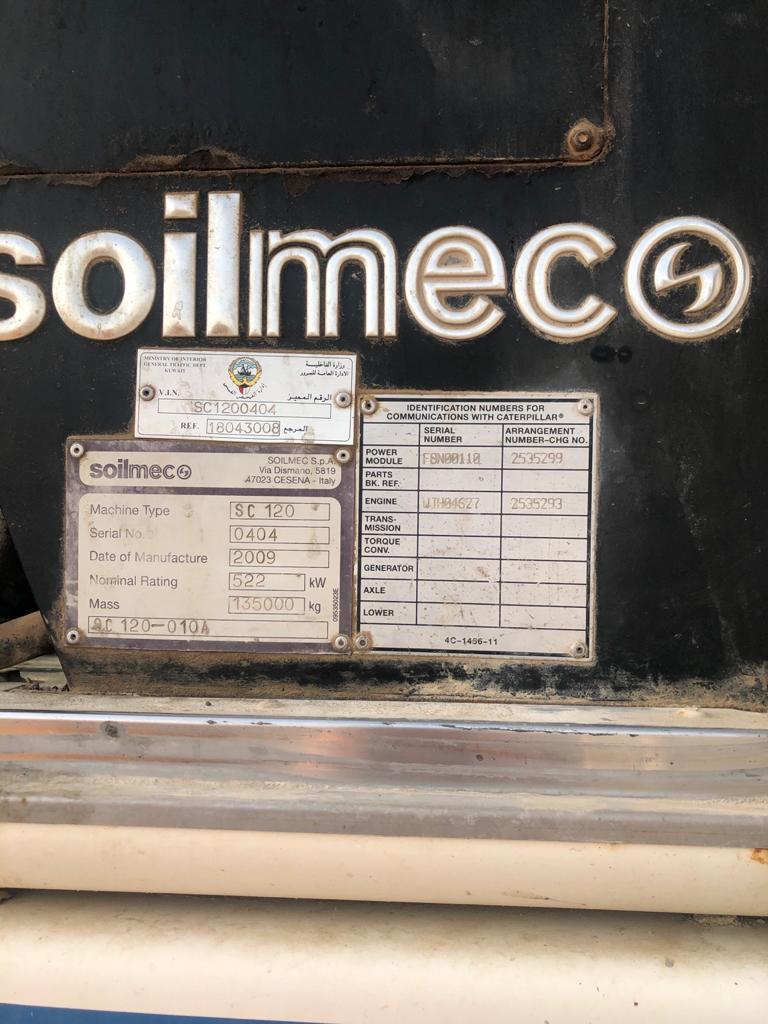 soilmec
MINISTRY OF INTERIOR
GENERAL TRAFFIC DEPT.
KUWAIT
وزارة الداخلية
الادارة العامة للمرور
V.I.N.
الرقم المميز
SC1200404
REF. 18043008 المرجع
soilmec
SOILMEC S.p.A.
Via Dismano, 5819
47023 CESENA - Italy
Machine Type SC 120
Serial No. 0404
Date of Manufacture 2009
Nominal Rating 522 kW
Mass 135000 kg
SC 120-010A
IDENTIFICATION NUMBERS FOR
COMMUNICATIONS WITH CATERPILLAR®
SERIAL NUMBER ARRANGEMENT NUMBER-CHG NO.
POWER MODULE 2535299
PARTS BK. REF.
ENGINE 2535293
TRANS-
MISSION
TORQUE
CONV.
GENERATOR
AXLE
LOWER
4C-1456-11